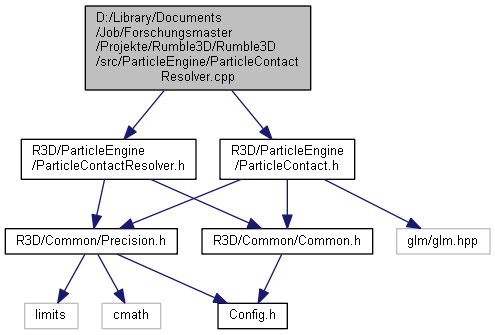 D:/Library/Documents
/Job/Forschungsmaster
/Projekte/Rumble3D/Rumble3D
/src/ParticleEngine/ParticleContact
Resolver.cpp
R3D/ParticleEngine
/ParticleContactResolver.h
R3D/ParticleEngine
/ParticleContact.h
R3D/Common/Precision.h
R3D/Common/Common.h
glm/glm.hpp
limits
cmath
Config.h